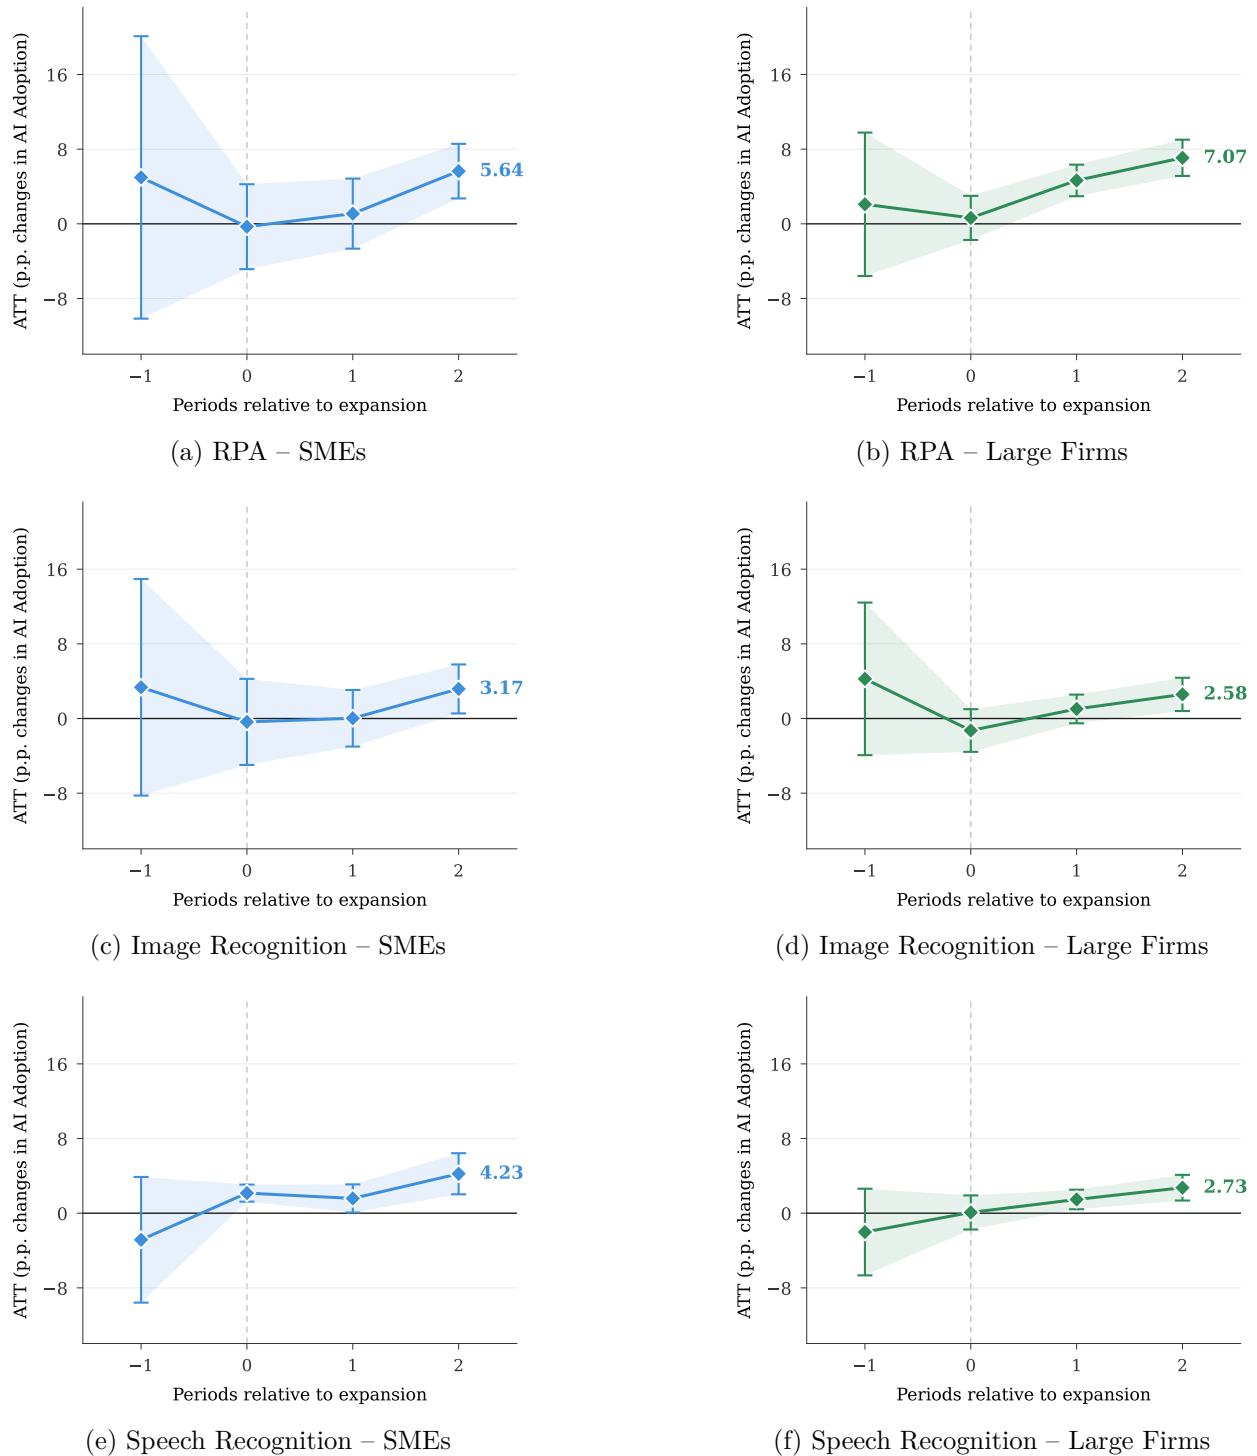 ATT (p.p. changes in AI Adoption)
16
8
0
−8
5.64
−1 0 1 2
Periods relative to expansion
(a) RPA – SMEs
ATT (p.p. changes in AI Adoption)
16
8
0
−8
7.07
−1 0 1 2
Periods relative to expansion
(b) RPA – Large Firms
ATT (p.p. changes in AI Adoption)
16
8
0
−8
3.17
−1 0 1 2
Periods relative to expansion
(c) Image Recognition – SMEs
ATT (p.p. changes in AI Adoption)
16
8
0
−8
2.58
−1 0 1 2
Periods relative to expansion
(d) Image Recognition – Large Firms
ATT (p.p. changes in AI Adoption)
16
8
0
−8
4.23
−1 0 1 2
Periods relative to expansion
(e) Speech Recognition – SMEs
ATT (p.p. changes in AI Adoption)
16
8
0
−8
2.73
−1 0 1 2
Periods relative to expansion
(f) Speech Recognition – Large Firms